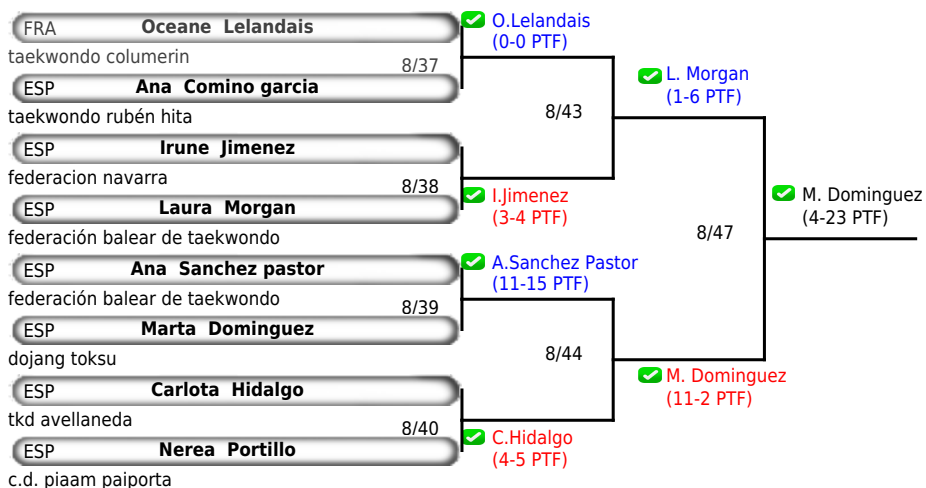 FRA Oceane Lelandais
taekwondo columerin
8/37
ESP Ana Comino garcia
taekwondo rubén hita
ESP Irune Jimenez
federacion navarra
8/38
ESP Laura Morgan
federación balear de taekwondo
ESP Ana Sanchez pastor
federación balear de taekwondo
8/39
ESP Marta Dominguez
dojang toksu
ESP Carlota Hidalgo
tkd avellaneda
8/40
ESP Nerea Portillo
c.d. piaam paiporta
O.Lelandais
(0-0 PTF)
8/43
I.Jimenez
(3-4 PTF)
A.Sanchez Pastor
(11-15 PTF)
8/44
C.Hidalgo
(4-5 PTF)
L. Morgan
(1-6 PTF)
8/47
M. Dominguez
(11-2 PTF)
M. Dominguez
(4-23 PTF)